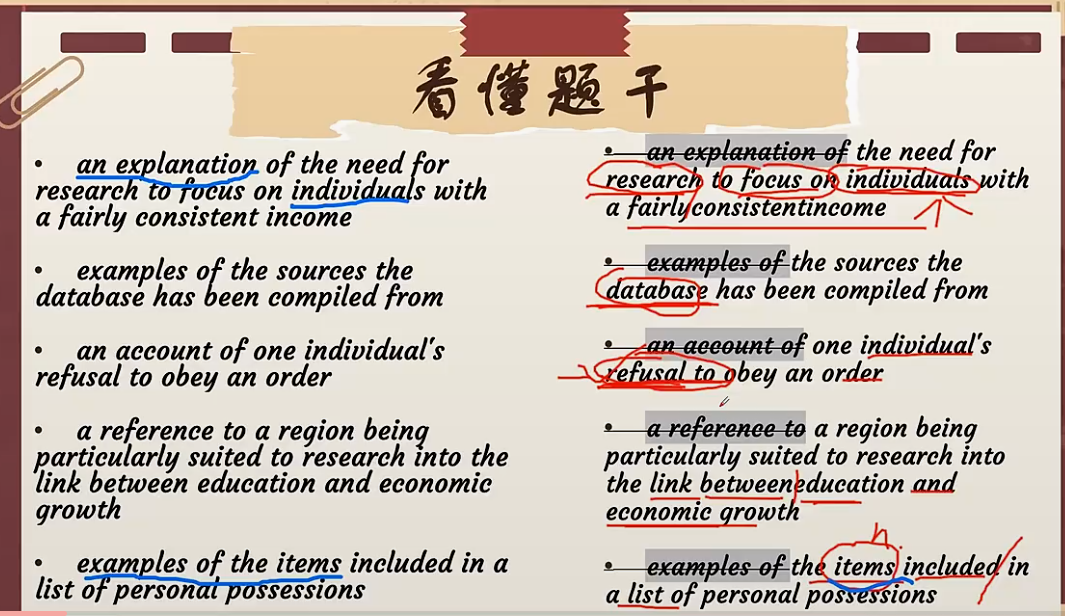 看懂题干
• an explanation of the need for
research to focus on individuals with
a fairly consistent income
• examples of the sources the
database has been compiled from
• an account of one individual's
refusal to obey an order
• a reference to a region being
particularly suited to research into the
link between education and economic
growth
• examples of the items included in a
list of personal possessions
• an explanation of the need for
research to focus on individuals with
a fairlyconsistentincome
• examples of the sources the
database has been compiled from
• an account of one individual's
refusal to obey an order
• a reference to a region being
particularly suited to research into
the link betweeneducation and
economic growth
n.
• examples of the items included in
a list of personal possessions